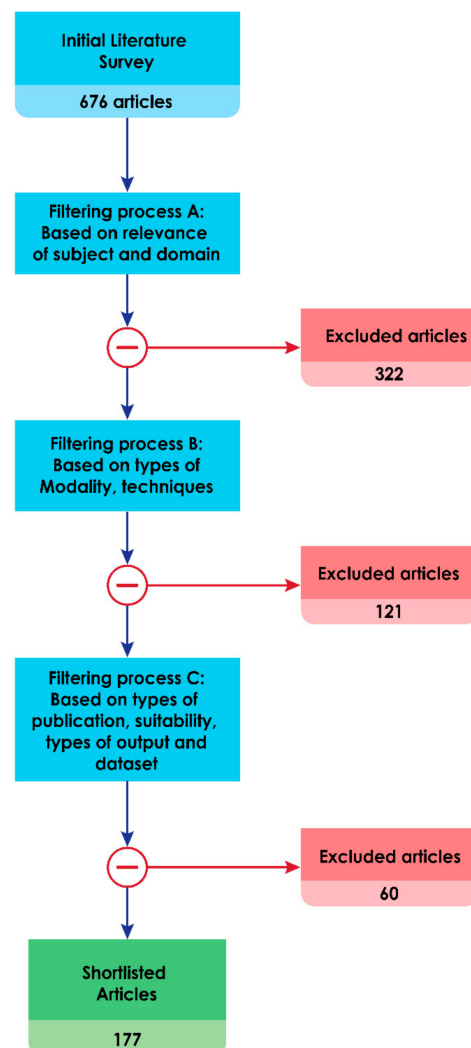 Initial Literature
Survey
676 articles
Filtering process A:
Based on relevance
of subject and domain
Excluded articles
322
Filtering process B:
Based on types of
Modality, techniques
Excluded articles
121
Filtering process C:
Based on types of
publication, suitability,
types of output and
dataset
Excluded articles
60
Shortlisted
Articles
177